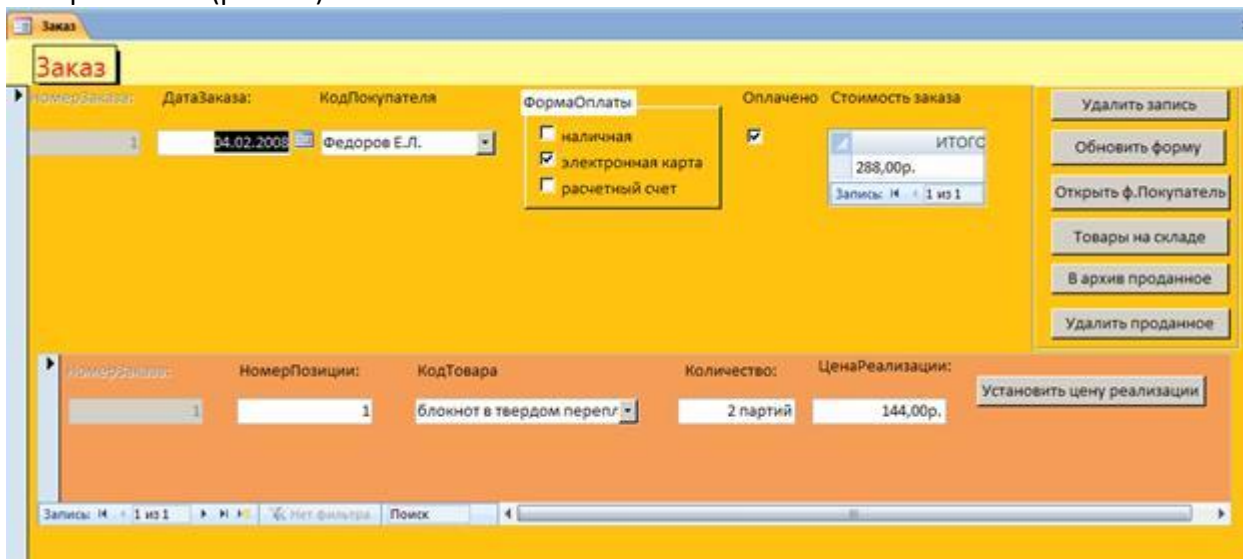 Заказ
Заказ
НомерЗаказа: ДатаЗаказа: КодПокупателя ФормаОплаты Оплачено Стоимость заказа
1 04.02.2008 Федоров Е.Л.
наличная
электронная карта
расчетный счет
ИТОГО
288,00р.
Запись: 1 из 1
Удалить запись
Обновить форму
Открыть ф.Покупатель
Товары на складе
В архив проданное
Удалить проданное
НомерЗаказа: НомерПозиции: КодТовара Количество: ЦенаРеализации:
1 1 блокнот в твердом перепл 2 партий 144,00р.
Установить цену реализации
Запись: 1 из 1 Нет фильтра Поиск